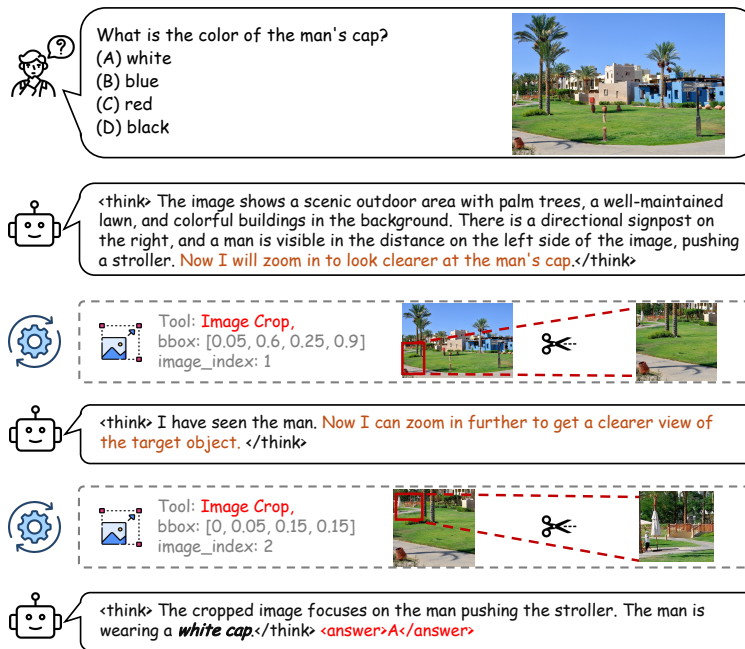 What is the color of the man's cap?
(A) white
(B) blue
(C) red
(D) black
<think> The image shows a scenic outdoor area with palm trees, a well-maintained
lawn, and colorful buildings in the background. There is a directional signpost on
the right, and a man is visible in the distance on the left side of the image, pushing
a stroller. Now I will zoom in to look clearer at the man's cap.</think>
Tool: Image Crop,
bbox: [0.05, 0.6, 0.25, 0.9]
image_index: 1
<think> I have seen the man. Now I can zoom in further to get a clearer view of
the target object. </think>
Tool: Image Crop,
bbox: [0, 0.05, 0.15, 0.15]
image_index: 2
<think> The cropped image focuses on the man pushing the stroller. The man is
wearing a white cap.</think> <answer>A</answer>